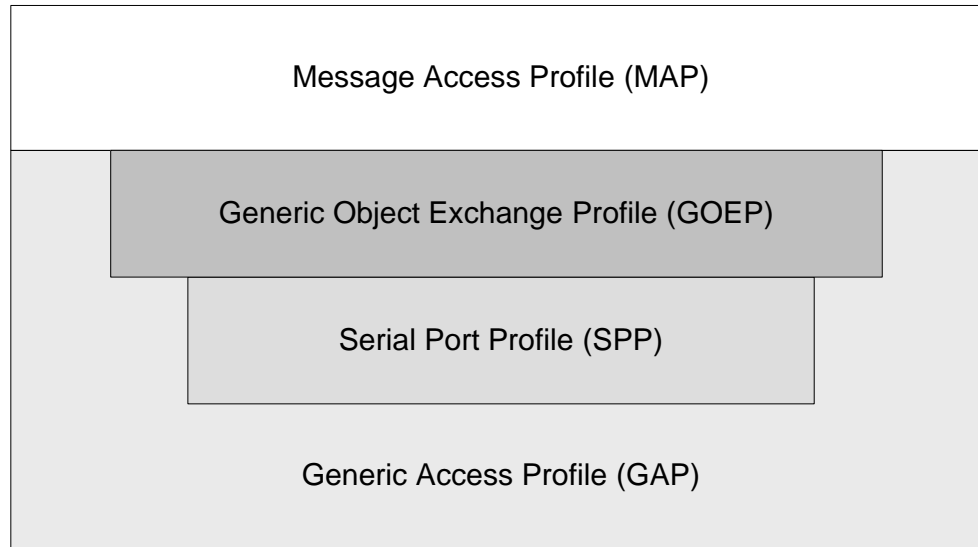 Message Access Profile (MAP)
Generic Object Exchange Profile (GOEP)
Serial Port Profile (SPP)
Generic Access Profile (GAP)